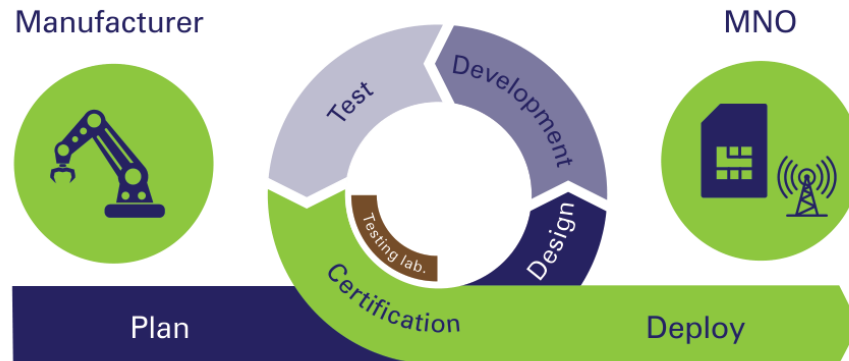 Manufacturer
MNO
Test
Development
Design
Testing lab.
Certification
Plan
Deploy